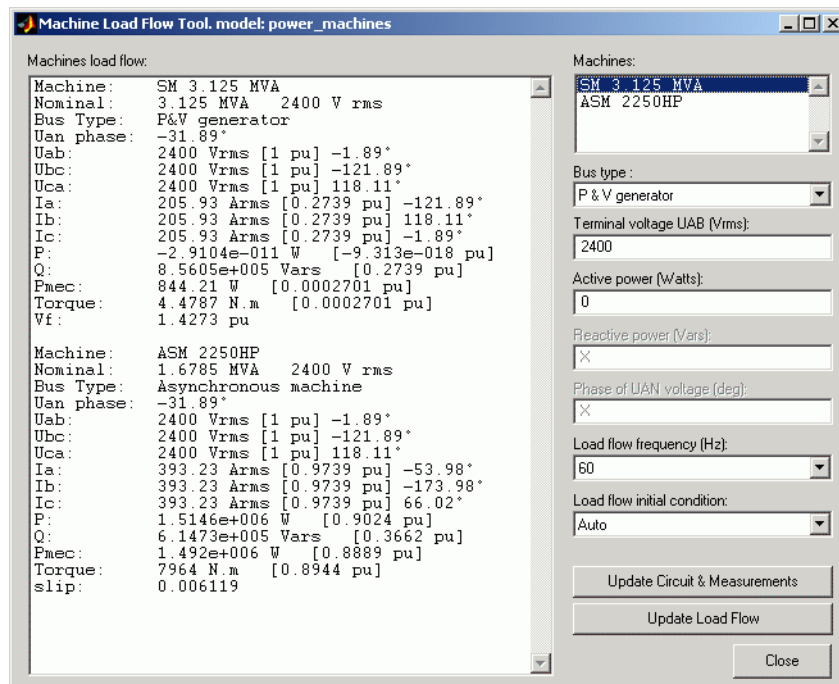 Machine Load Flow Tool. model: power_machines
Machines load flow:
Machine: SM 3.125 MVA
Nominal: 3.125 MVA 2400 V rms
Bus Type: P&V generator
Uan phase: -31.89°
Uab: 2400 Vrms [1 pu] -1.89°
Ubc: 2400 Vrms [1 pu] -121.89°
Uca: 2400 Vrms [1 pu] 118.11°
Ia: 205.93 Arms [0.2739 pu] -121.89°
Ib: 205.93 Arms [0.2739 pu] 118.11°
Ic: 205.93 Arms [0.2739 pu] -1.89°
P: -2.9104e-011 W [-9.313e-018 pu]
Q: 8.5605e+005 Vars [0.2739 pu]
Pmec: 844.21 W [0.0002701 pu]
Torque: 4.4787 N.m [0.0002701 pu]
Vf: 1.4273 pu
Machine: ASM 2250HP
Nominal: 1.6785 MVA 2400 V rms
Bus Type: Asynchronous machine
Uan phase: -31.89°
Uab: 2400 Vrms [1 pu] -1.89°
Ubc: 2400 Vrms [1 pu] -121.89°
Uca: 2400 Vrms [1 pu] 118.11°
Ia: 393.23 Arms [0.9739 pu] -53.98°
Ib: 393.23 Arms [0.9739 pu] -173.98°
Ic: 393.23 Arms [0.9739 pu] 66.02°
P: 1.5146e+006 W [0.9024 pu]
Q: 6.1473e+005 Vars [0.3662 pu]
Pmec: 1.492e+006 W [0.8889 pu]
Torque: 7964 N.m [0.8944 pu]
slip: 0.006119
Machines:
SM 3.125 MVA
ASM 2250HP
Bus type :
P & V generator
Terminal voltage UAB (Vrms):
2400
Active power (Watts):
0
Reactive power (Vars):
X
Phase of UAN voltage (deg):
X
Load flow frequency (Hz):
60
Load flow initial condition:
Auto
Update Circuit & Measurements
Update Load Flow
Close